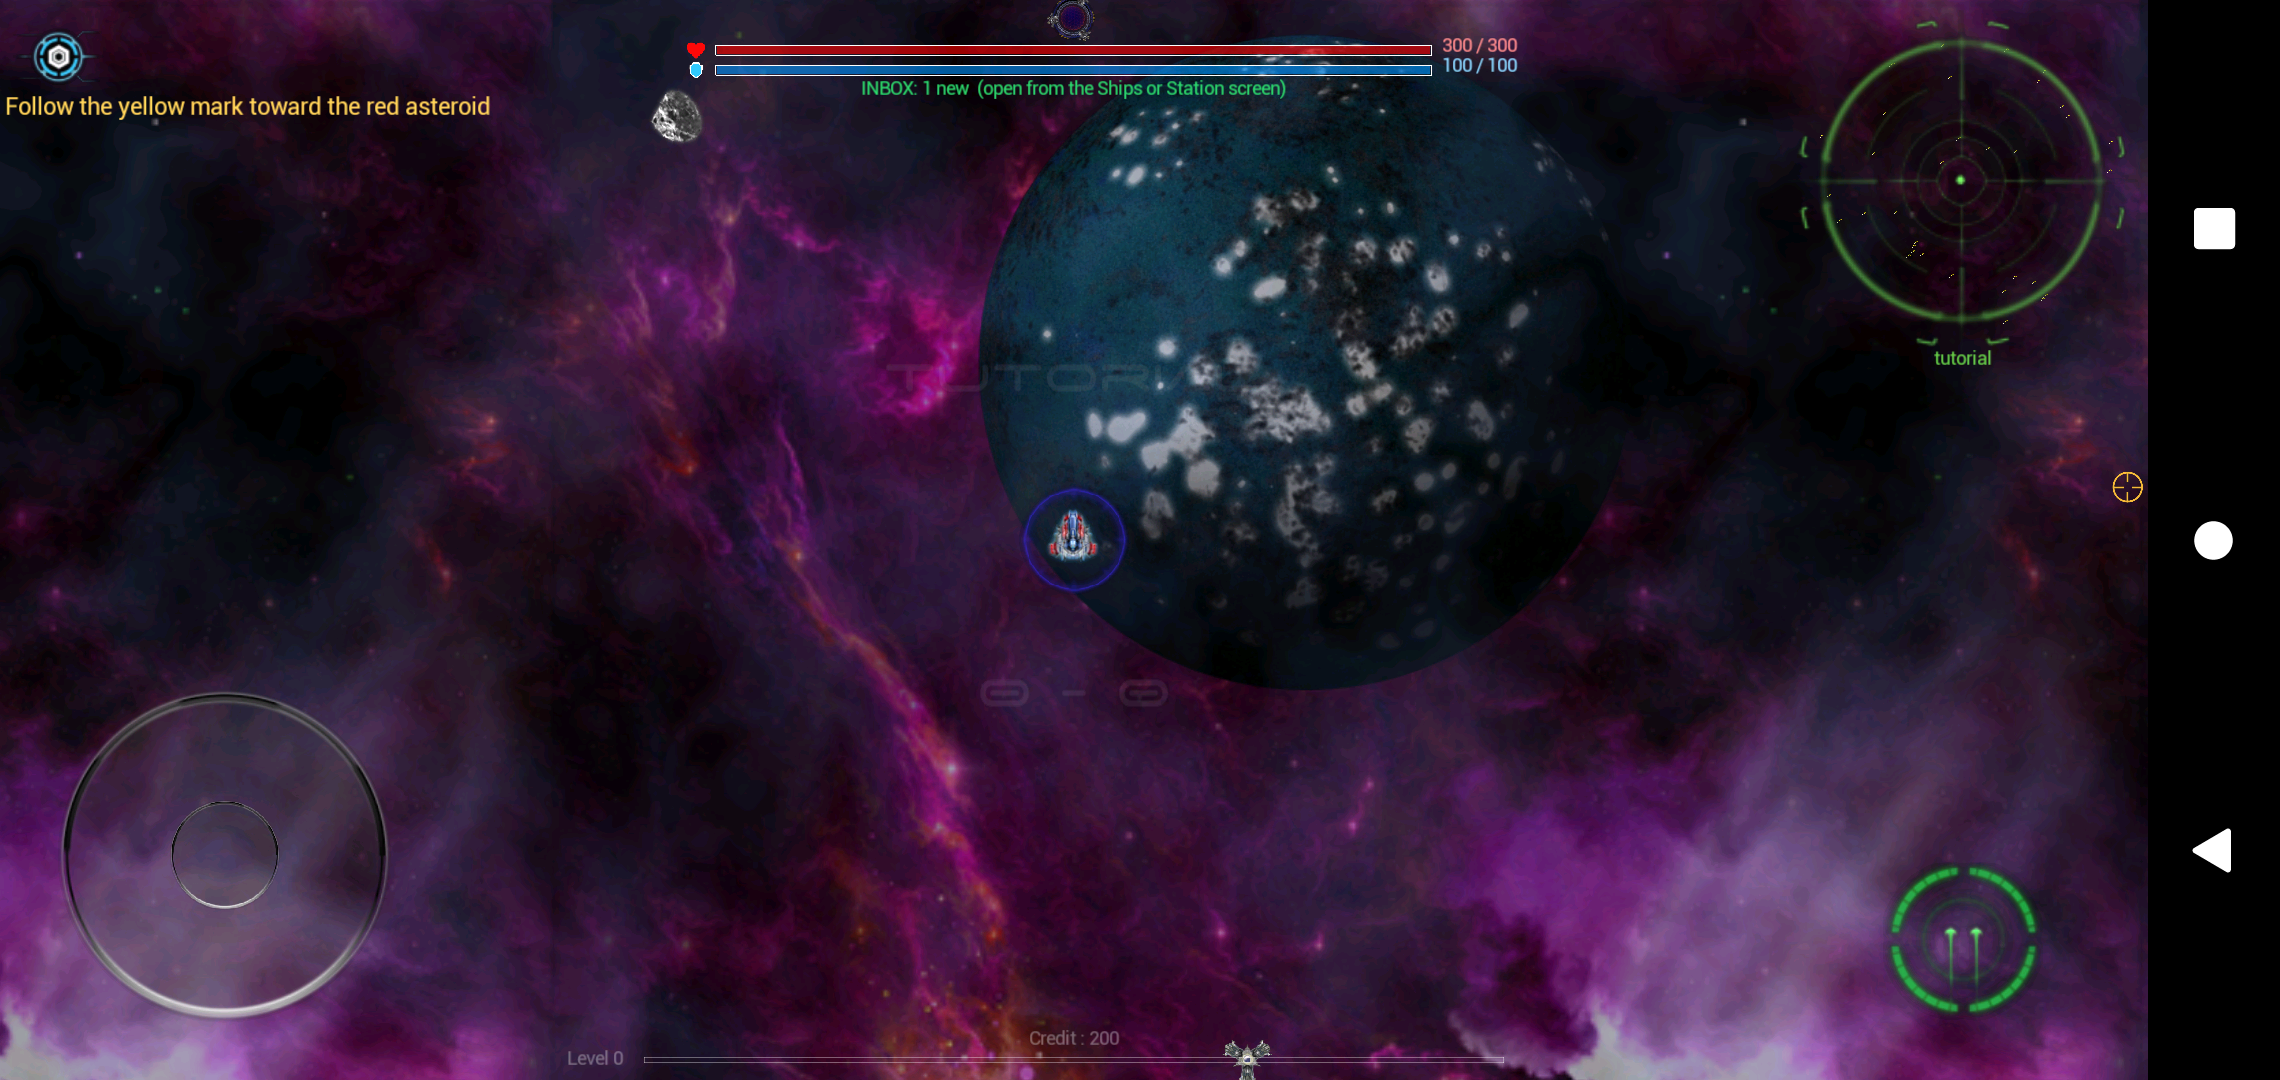 300 / 300
100 / 100
INBOX: 1 new (open from the Ships or Station screen)
Follow the yellow mark toward the red asteroid
tutorial
Credit : 200
Level 0